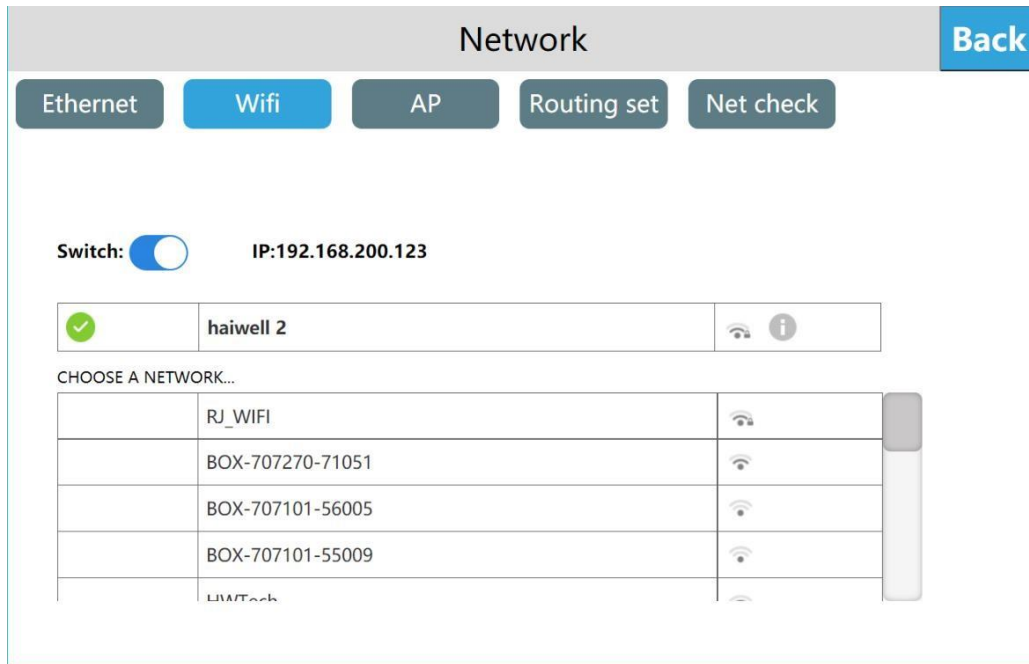 Network
Back
Ethernet Wifi AP Routing set Net check
Switch: IP:192.168.200.123
haiwell 2
CHOOSE A NETWORK...
RJ_WIFI
BOX-707270-71051
BOX-707101-56005
BOX-707101-55009
HWTech